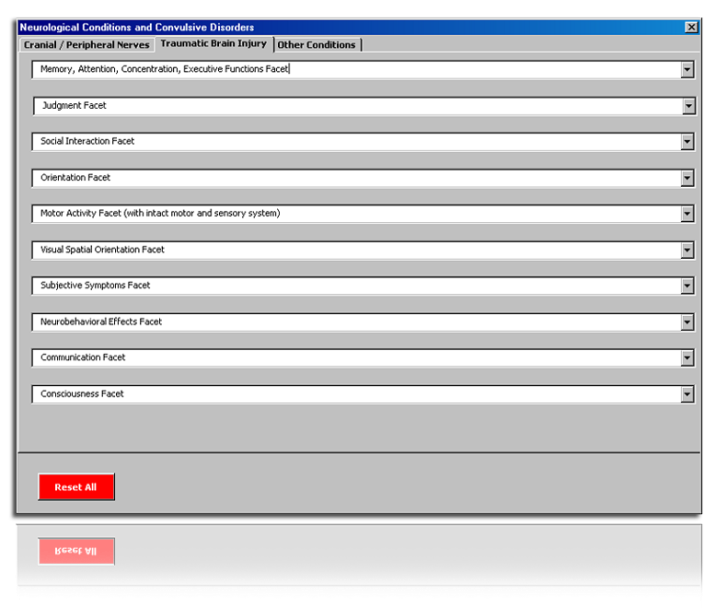 Neurological Conditions and Convulsive Disorders
Cranial / Peripheral Nerves Traumatic Brain Injury Other Conditions
Memory, Attention, Concentration, Executive Functions Facet
Judgment Facet
Social Interaction Facet
Orientation Facet
Motor Activity Facet (with intact motor and sensory system)
Visual Spatial Orientation Facet
Subjective Symptoms Facet
Neurobehavioral Effects Facet
Communication Facet
Consciousness Facet
Reset All
Reset All